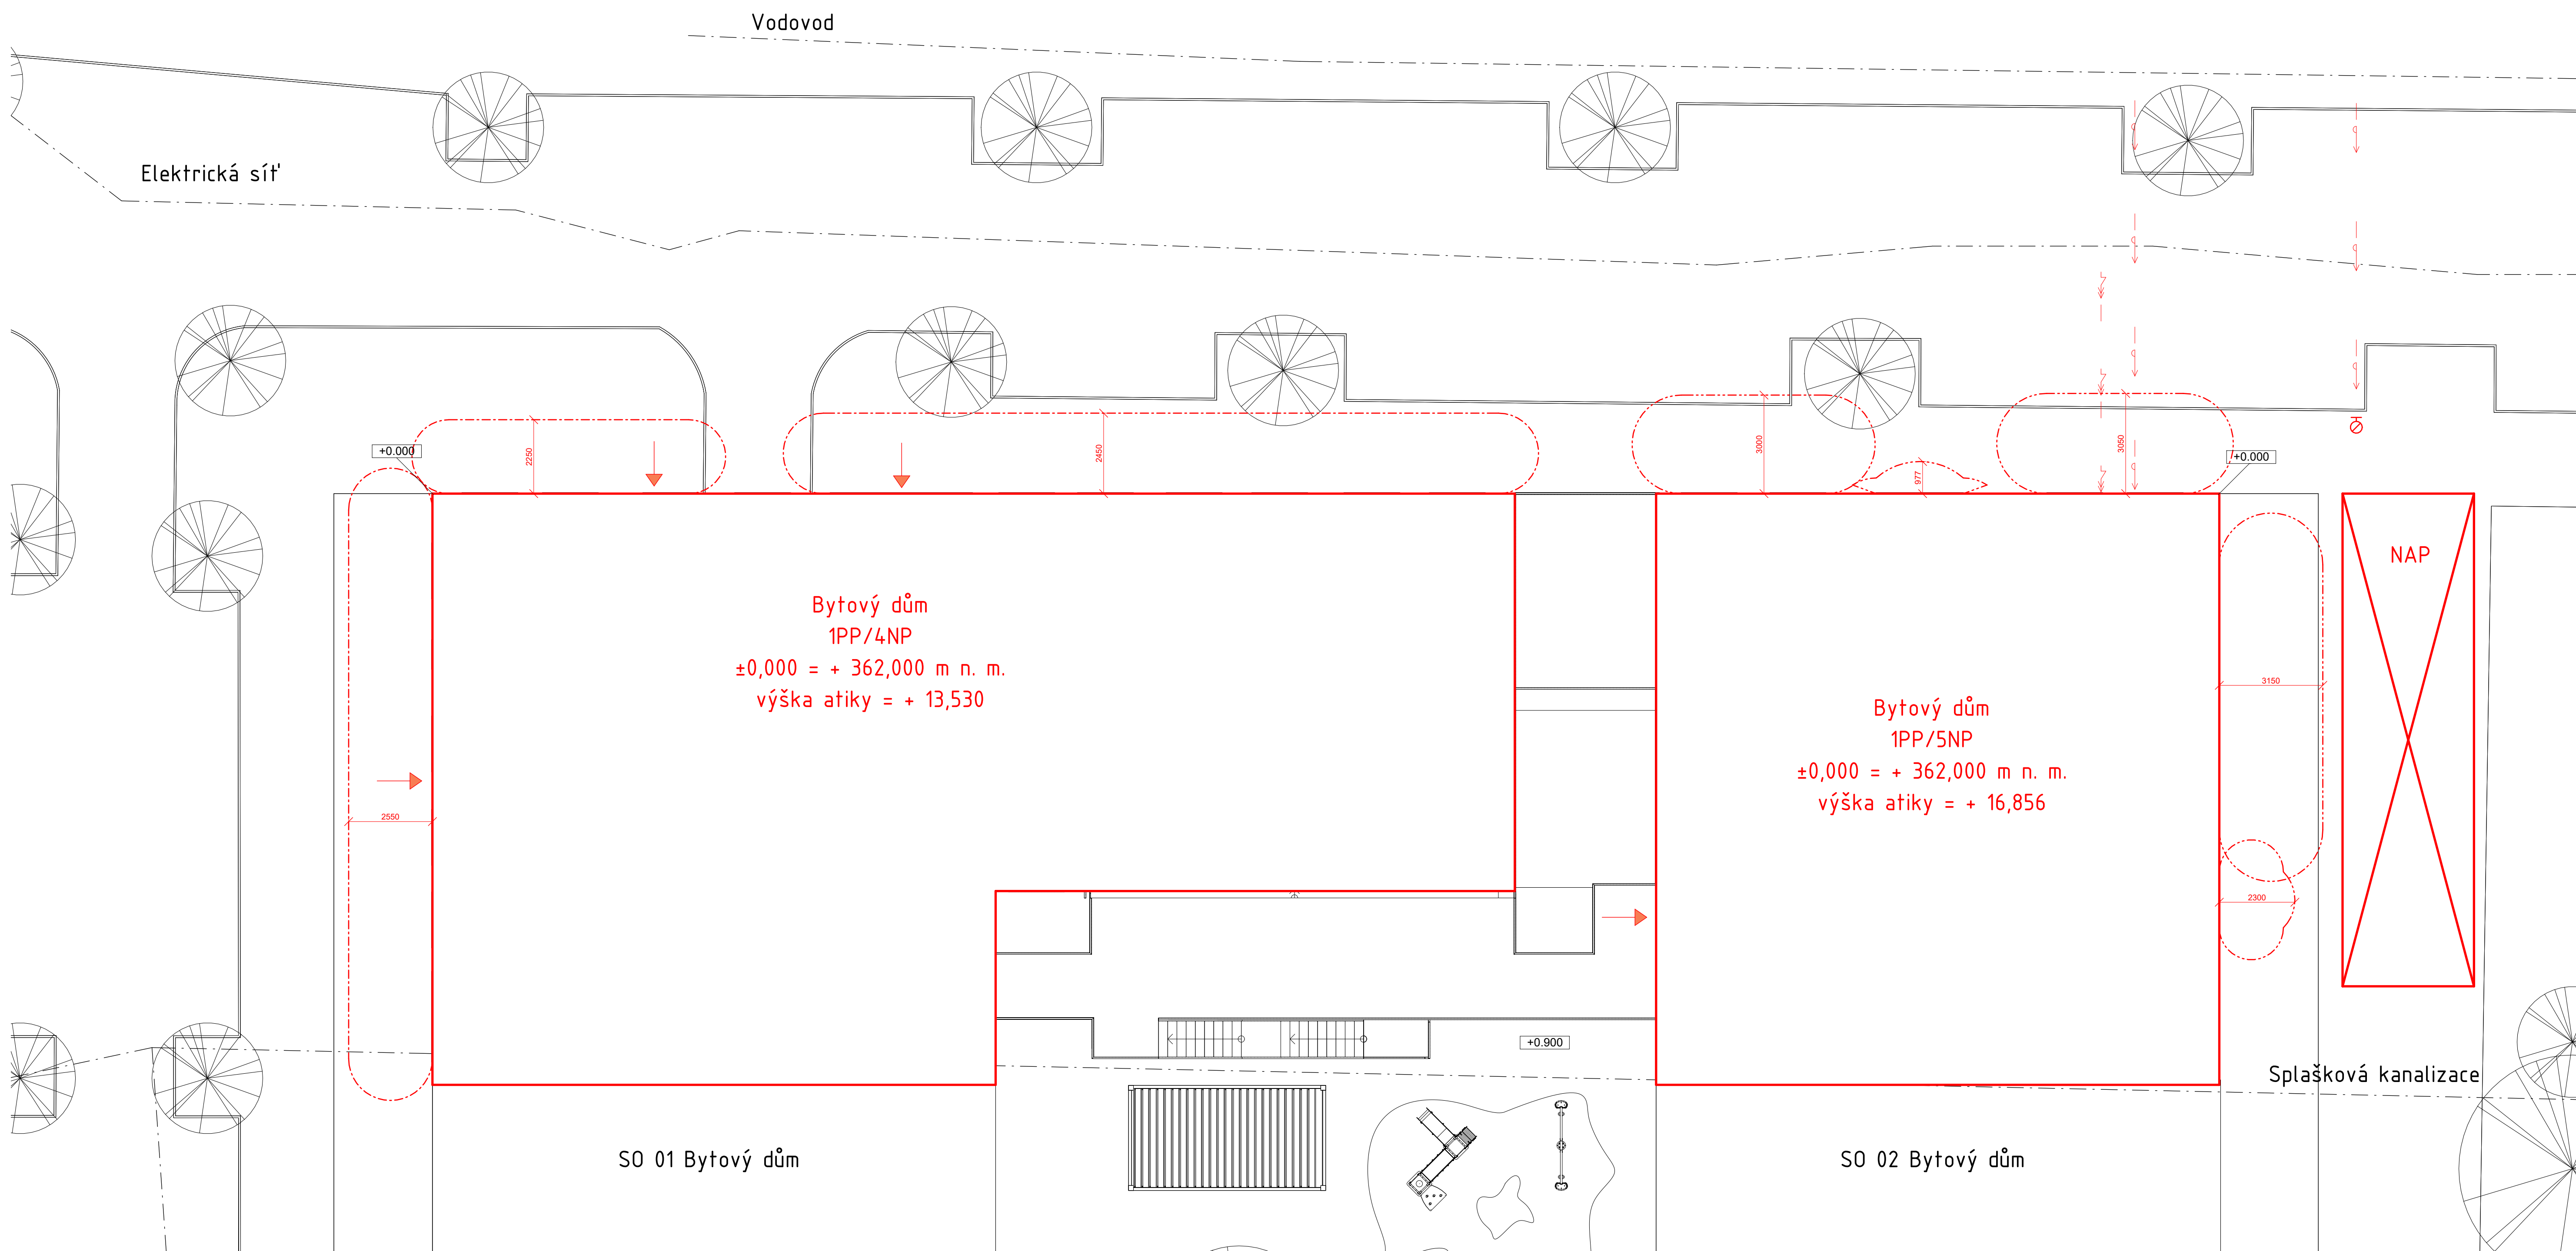 Vodovod
Elektrická síť
+0.000
2250
2450
3000
977
3050
+0.000
NAP
Bytový dům
1PP/4NP
±0,000 = + 362,000 m n. m.
výška atiky = + 13,530
3150
Bytový dům
1PP/5NP
±0,000 = + 362,000 m n. m.
výška atiky = + 16,856
2550
2300
+0.900
Splašková kanalizace
SO 01 Bytový dům
SO 02 Bytový dům